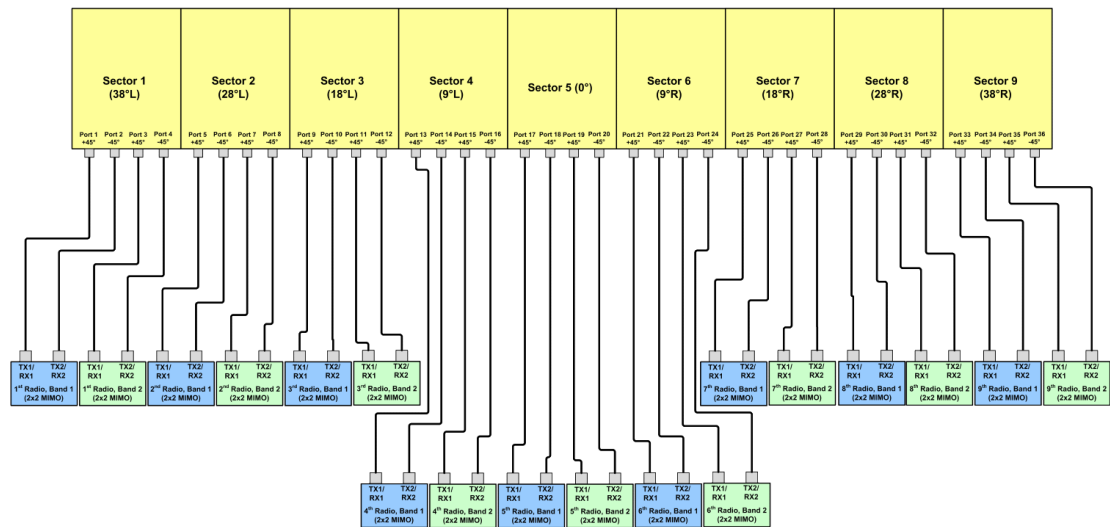 Sector 1
(38°L)
Sector 2
(28°L)
Sector 3
(18°L)
Sector 4
(9°L)
Sector 5 (0°)
Sector 6
(9°R)
Sector 7
(18°R)
Sector 8
(28°R)
Sector 9
(38°R)
Port 1 Port 2 Port 3 Port 4 Port 5 Port 6 Port 7 Port 8 Port 9 Port 10 Port 11 Port 12 Port 13 Port 14 Port 15 Port 16 Port 17 Port 18 Port 19 Port 20 Port 21 Port 22 Port 23 Port 24 Port 25 Port 26 Port 27 Port 28 Port 29 Port 30 Port 31 Port 32 Port 33 Port 34 Port 35 Port 36
+45° -45° +45° -45° +45° -45° +45° -45° +45° -45° +45° -45° +45° -45° +45° -45° +45° -45° +45° -45° +45° -45° +45° -45° +45° -45° +45° -45° +45° -45° +45° -45° +45° -45° +45° -45°
TX1/ TX2/ TX1/ TX2/ TX1/ TX2/ TX1/ TX2/ TX1/ TX2/ TX1/ TX2/
RX1 RX2 RX1 RX2 RX1 RX2 RX1 RX2 RX1 RX2 RX1 RX2
1st Radio, Band 1 1st Radio, Band 2 2nd Radio, Band 1 2nd Radio, Band 2 3rd Radio, Band 1 3rd Radio, Band 2
(2x2 MIMO) (2x2 MIMO) (2x2 MIMO) (2x2 MIMO) (2x2 MIMO) (2x2 MIMO)
TX1/ TX2/ TX1/ TX2/ TX1/ TX2/ TX1/ TX2/ TX1/ TX2/ TX1/ TX2/
RX1 RX2 RX1 RX2 RX1 RX2 RX1 RX2 RX1 RX2 RX1 RX2
7th Radio, Band 1 7th Radio, Band 2 8th Radio, Band 1 8th Radio, Band 2 9th Radio, Band 1 9th Radio, Band 2
(2x2 MIMO) (2x2 MIMO) (2x2 MIMO) (2x2 MIMO) (2x2 MIMO) (2x2 MIMO)
TX1/ TX2/ TX1/ TX2/ TX1/ TX2/ TX1/ TX2/ TX1/ TX2/ TX1/ TX2/
RX1 RX2 RX1 RX2 RX1 RX2 RX1 RX2 RX1 RX2 RX1 RX2
4th Radio, Band 1 4th Radio, Band 2 5th Radio, Band 1 5th Radio, Band 2 6th Radio, Band 1 6th Radio, Band 2
(2x2 MIMO) (2x2 MIMO) (2x2 MIMO) (2x2 MIMO) (2x2 MIMO) (2x2 MIMO)